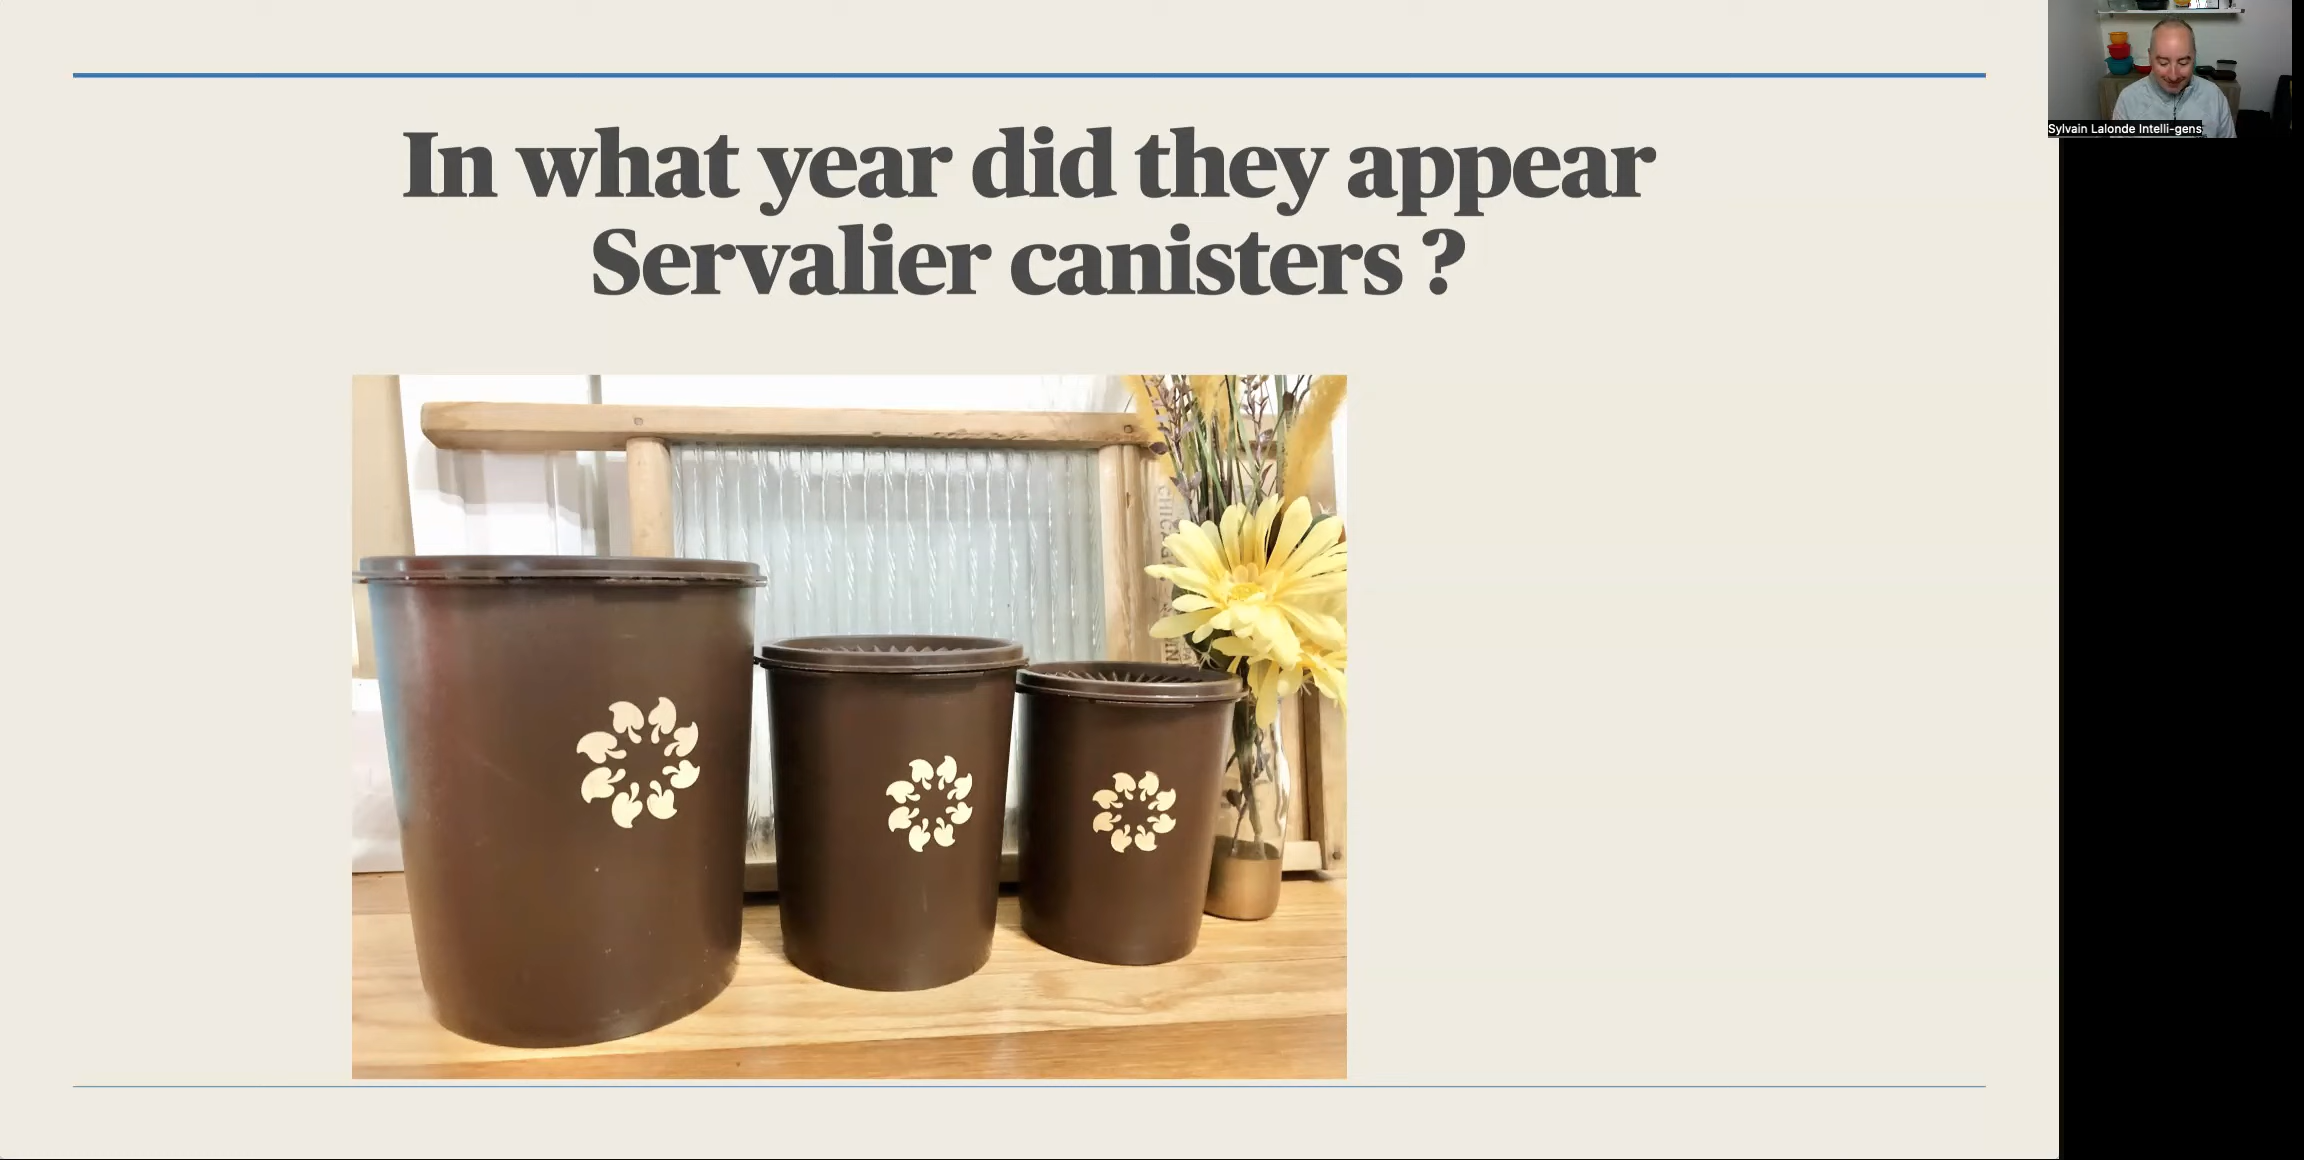 In what year did they appear
Servalier canisters ?
Sylvain Lalonde Intelli-gens